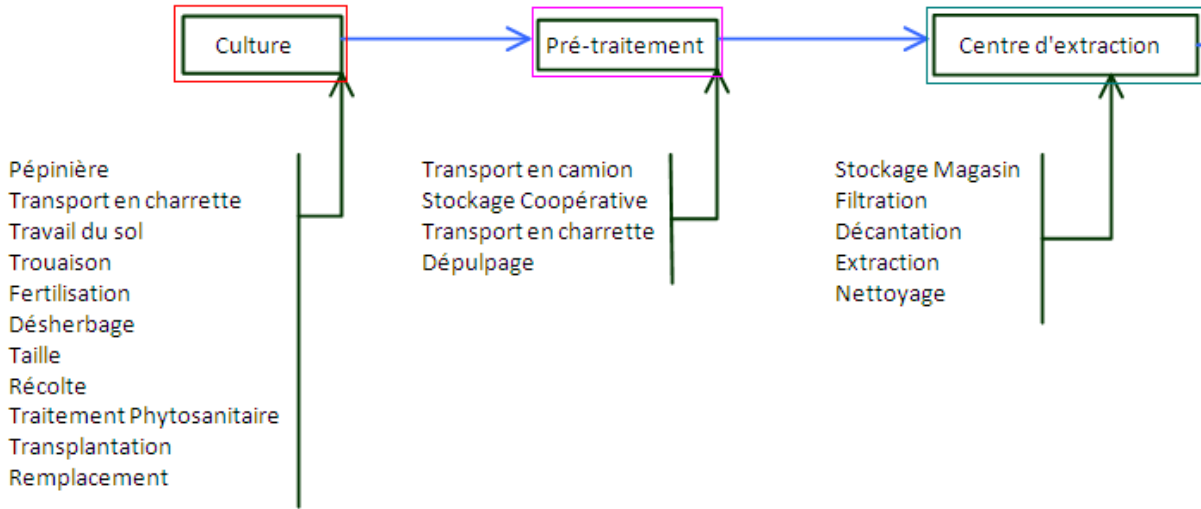 Culture
Pré-traitement
Centre d'extraction
Pépinière
Transport en charrette
Travail du sol
Trouaison
Fertilisation
Désherbage
Taille
Récolte
Traitement Phytosanitaire
Transplantation
Remplacement
Transport en camion
Stockage Coopérative
Transport en charrette
Dépulpage
Stockage Magasin
Filtration
Décantation
Extraction
Nettoyage